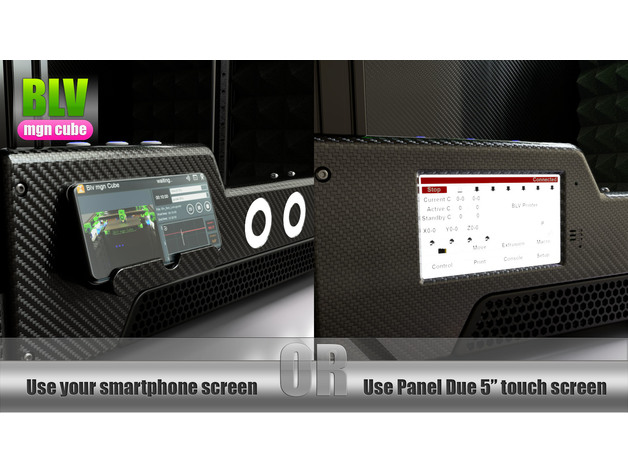 BLV
mgn cube
waiting...
Blv mgn Cube
Connected
Stop
Current C 0-0 0-0
Active C 0 0
Standby C 0 0
BLV Printer
X0-0 Y0-0 Z0-0
P
Move Extrusion Macro
Control Print Console Setup
Use your smartphone screen
OR
Use Panel Due 5" touch screen